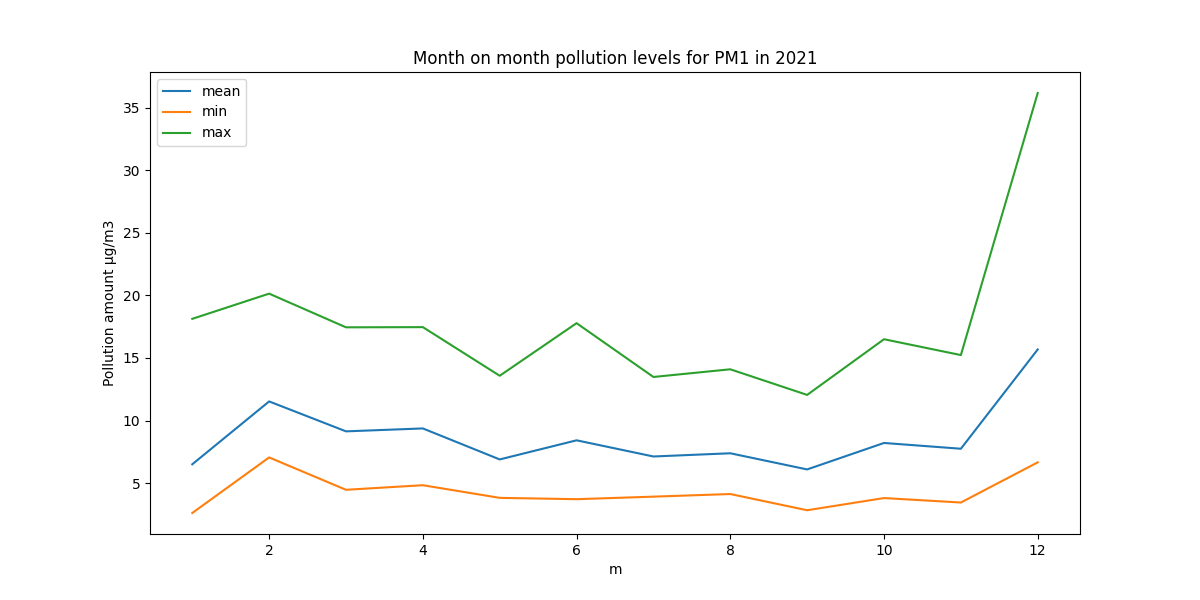 Month on month pollution levels for PM1 in 2021
mean
min
max
35
30
25
20
15
10
5
Pollution amount µg/m3
2 4 6 8 10 12
m